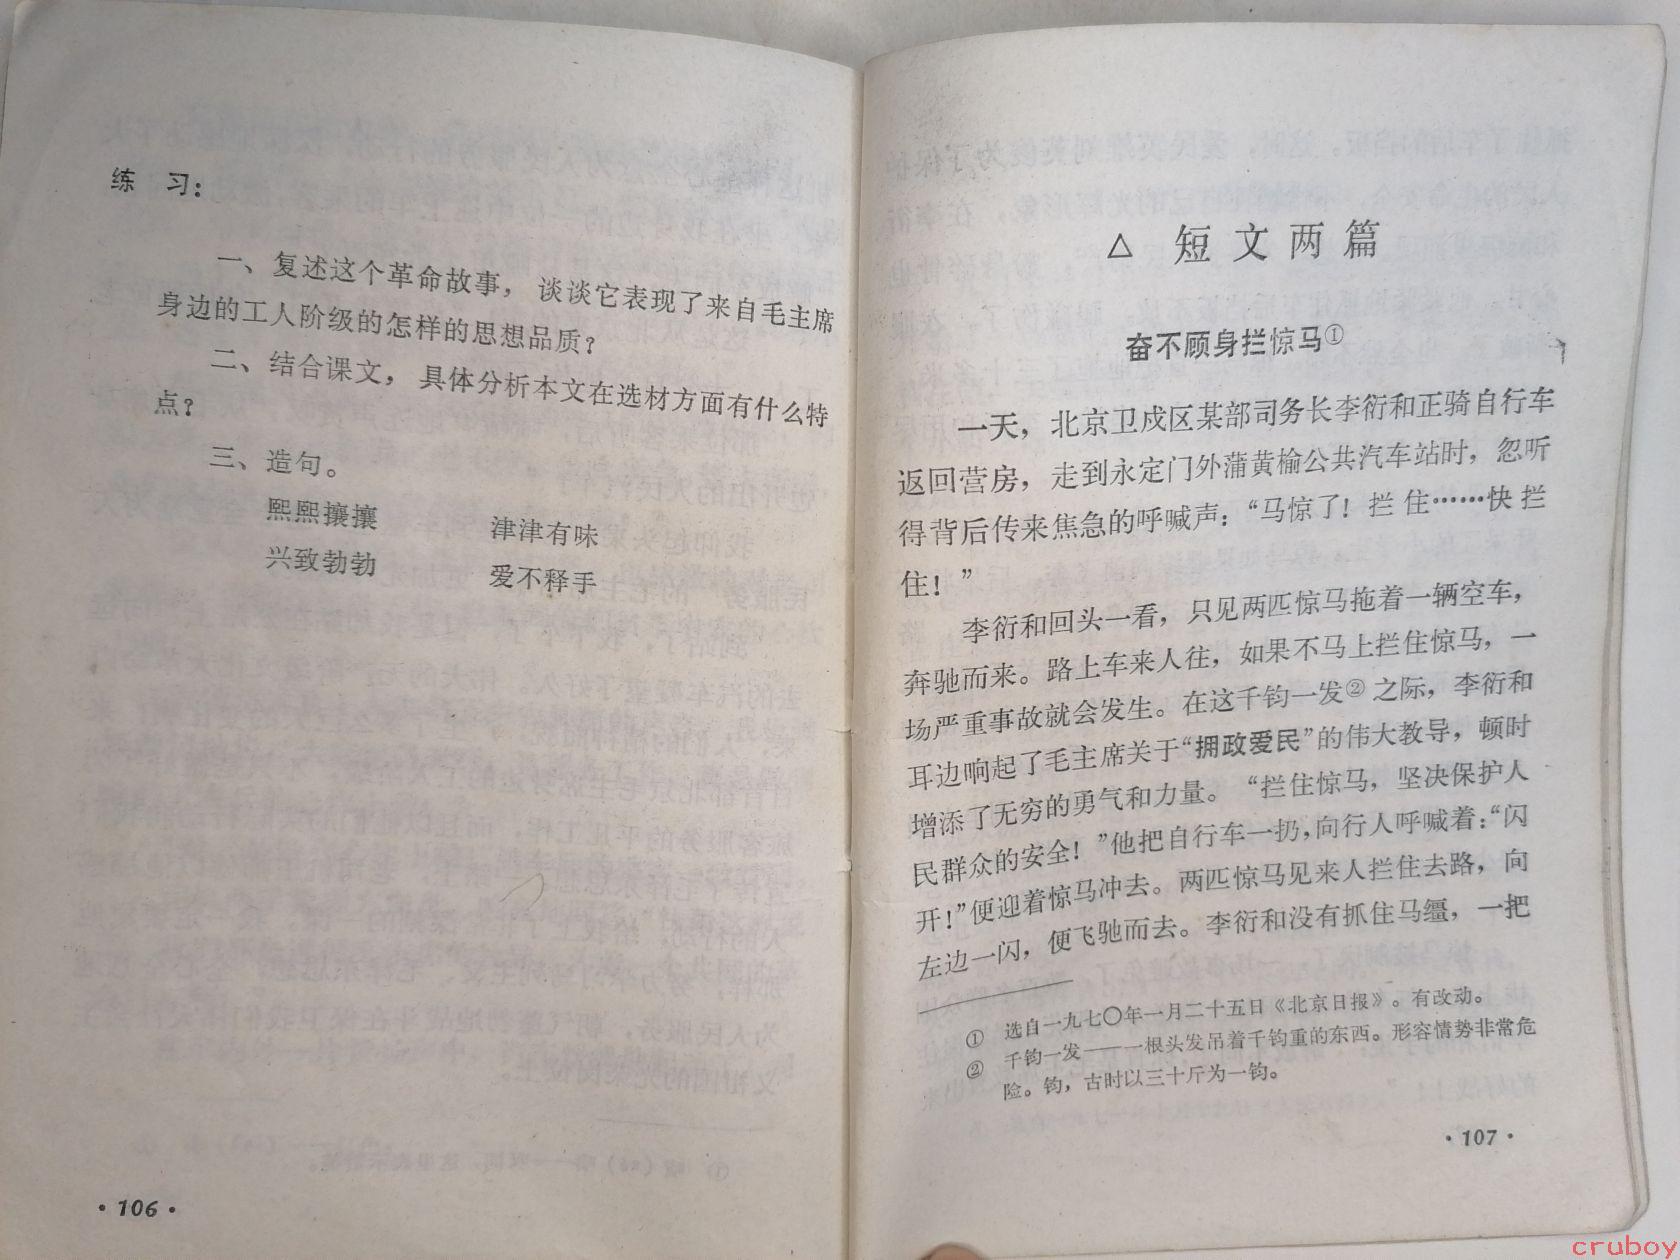 练 习：
一、复述这个革命故事，谈谈它表现了来自毛主席
身边的工人阶级的怎样的思想品质？
二、结合课文，具体分析本文在选材方面有什么特
点？
三、造句。
熙熙攘攘 津津有味
兴致勃勃 爱不释手
·106·
△ 短文两篇
奋不顾身拦惊马①
一天，北京卫戍区某部司务长李衍和正骑自行车
返回营房，走到永定门外蒲黄榆公共汽车站时，忽听
得背后传来焦急的呼喊声：“马惊了！拦住……快拦
住！”
李衍和回头一看，只见两匹惊马拖着一辆空车，
奔驰而来。路上车来人往，如果不马上拦住惊马，一
场严重事故就会发生。在这千钧一发②之际，李衍和
耳边响起了毛主席关于“拥政爱民”的伟大教导，顿时
增添了无穷的勇气和力量。“拦住惊马，坚决保护人
民群众的安全！”他把自行车一扔，向行人呼喊着：“闪
开！”便迎着惊马冲去。两匹惊马见来人拦住去路，向
左边一闪，便飞驰而去。李衍和没有抓住马缰，一把
① 选自一九七〇年一月二十五日《北京日报》。有改动。
② 千钧一发——一根头发吊着千钧重的东西。形容情势非常危
险。钧，古时以三十斤为一钧。
·107·
cruboy